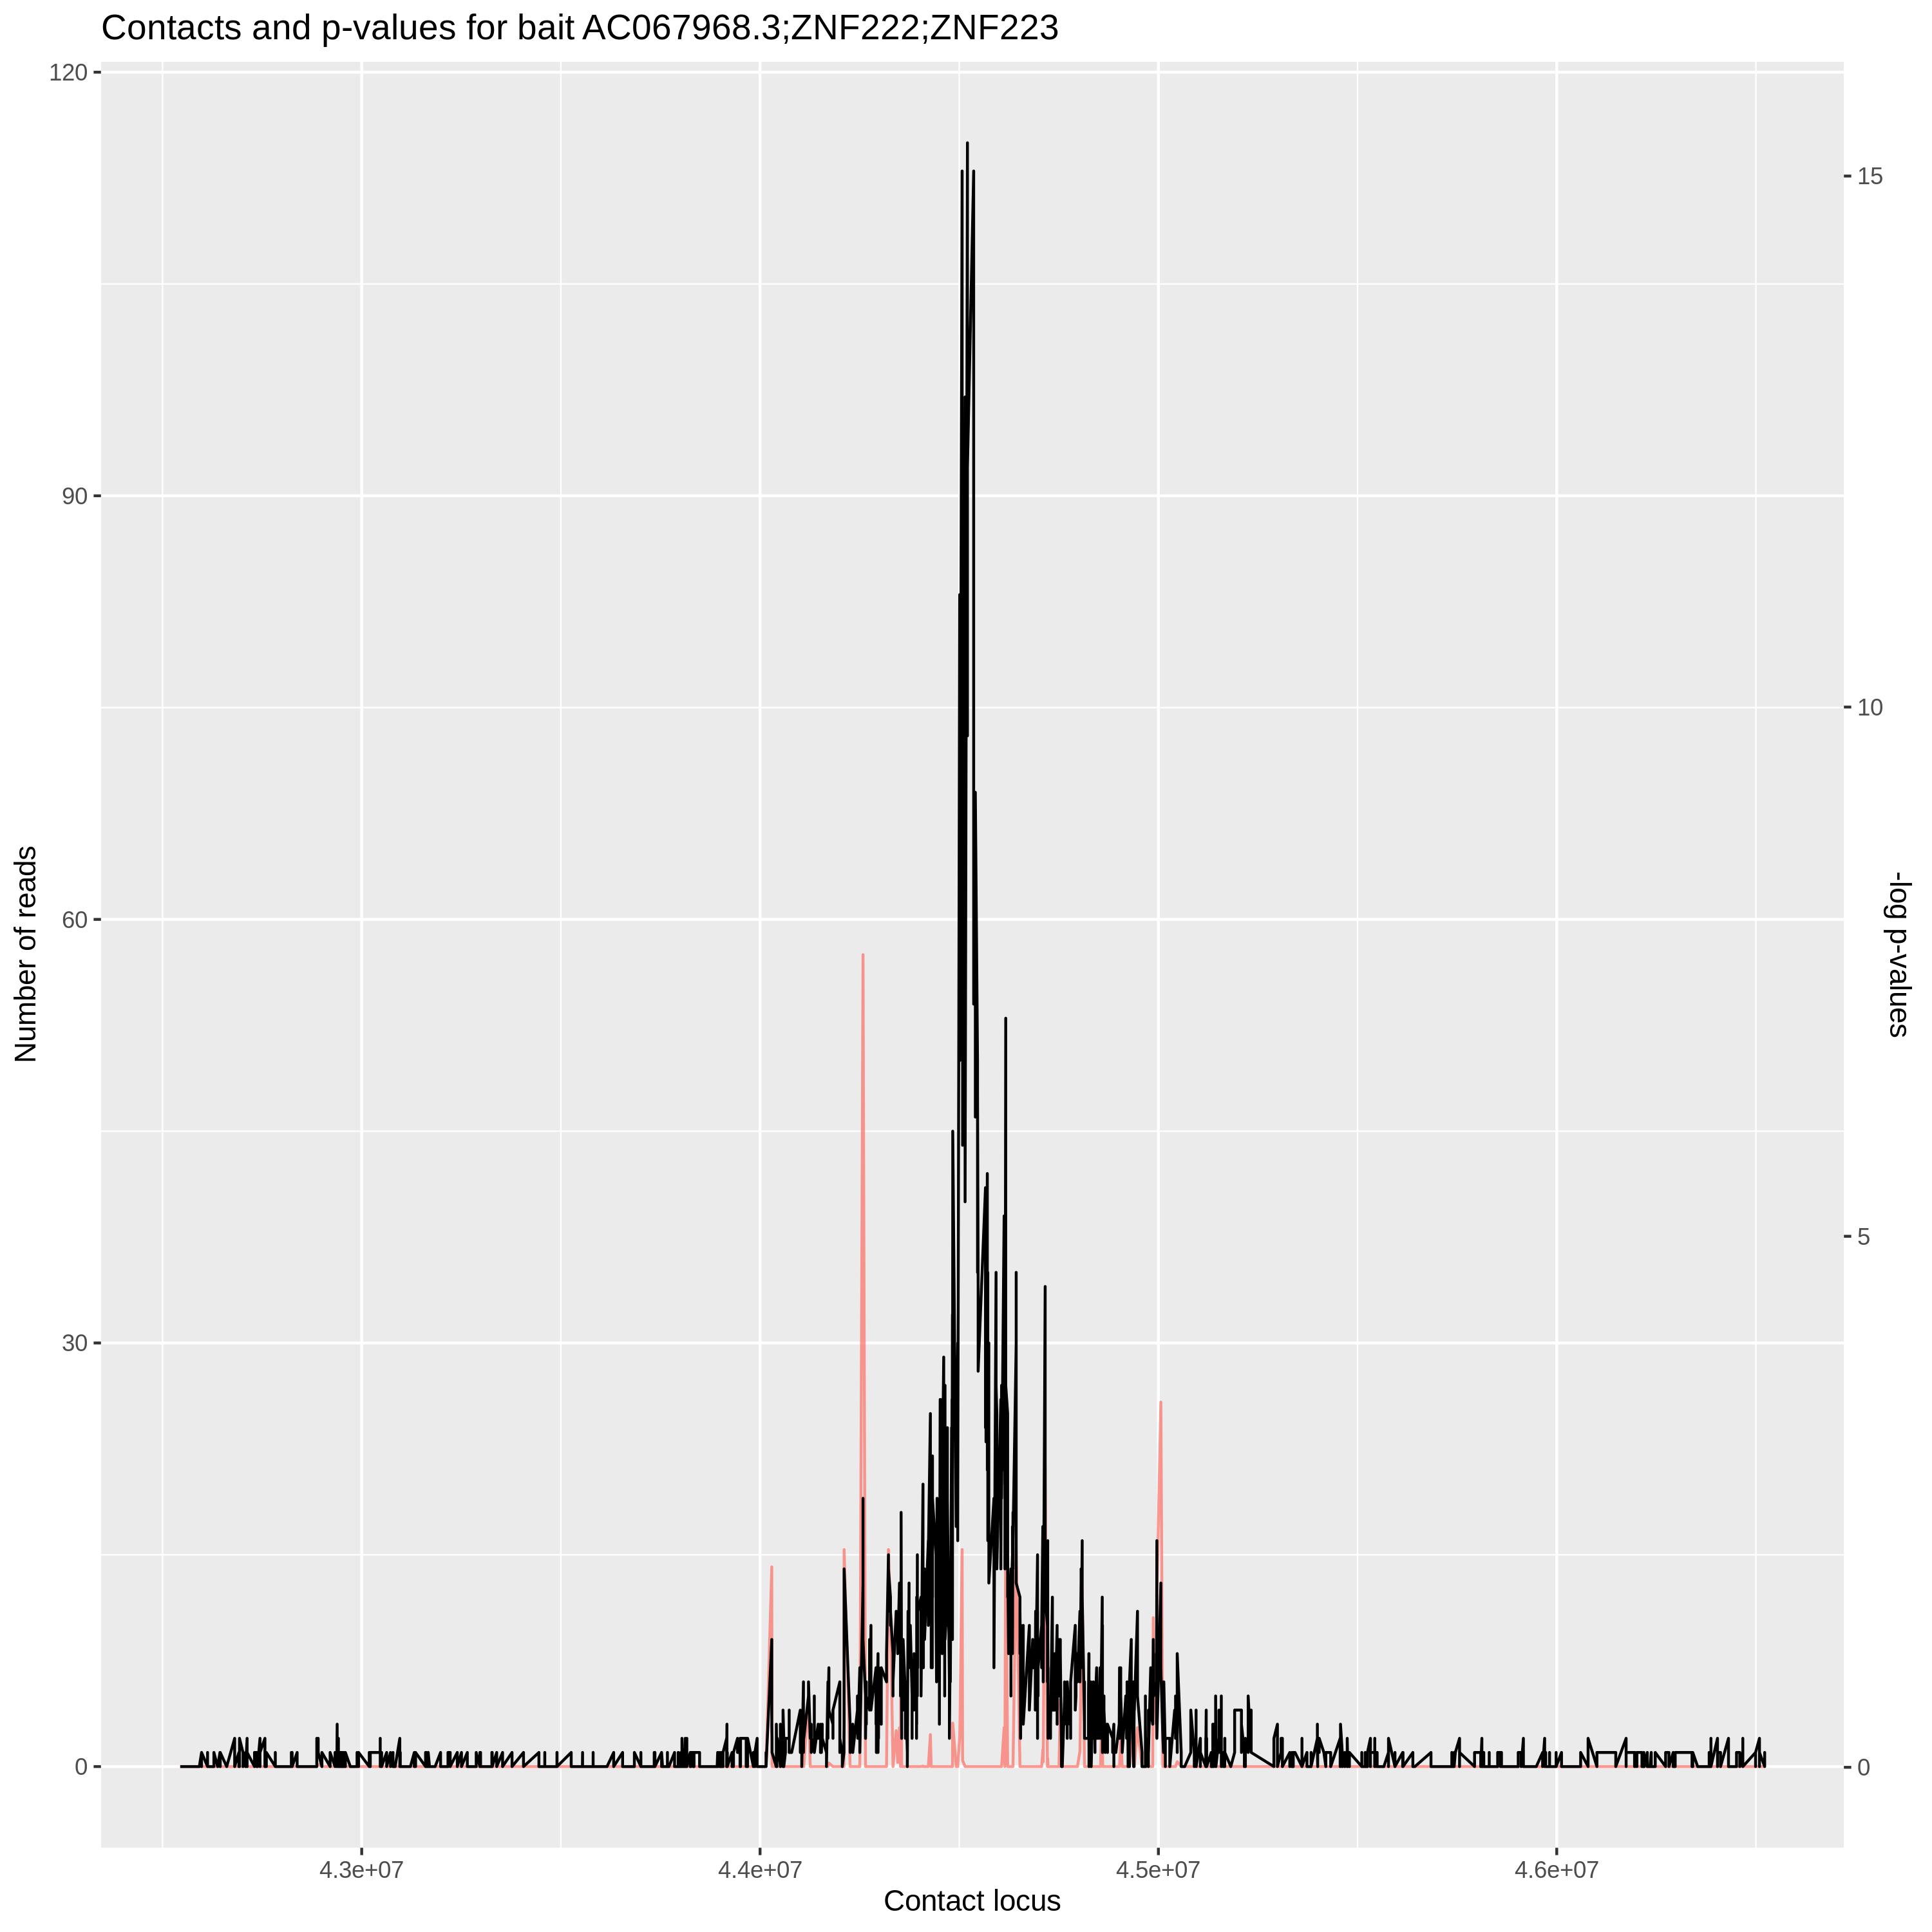 Contacts and p-values for bait AC067968.3;ZNF222;ZNF223
120
90
60
30
0
Number of reads
15
10
5
0
-log p-values
4.3e+07
4.4e+07
4.5e+07
4.6e+07
Contact locus